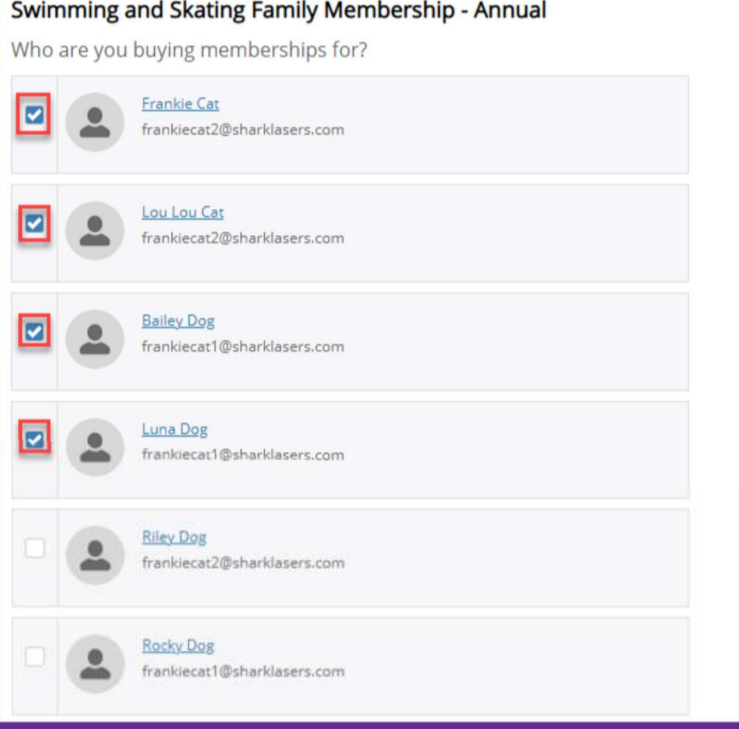 Swimming and Skating Family Membership - Annual
Who are you buying memberships for?
Frankie Cat
frankiecat2@sharklasers.com
Lou Lou Cat
frankiecat2@sharklasers.com
Bailey Dog
frankiecat1@sharklasers.com
Luna Dog
frankiecat1@sharklasers.com
Riley Dog
frankiecat2@sharklasers.com
Rocky Dog
frankiecat1@sharklasers.com